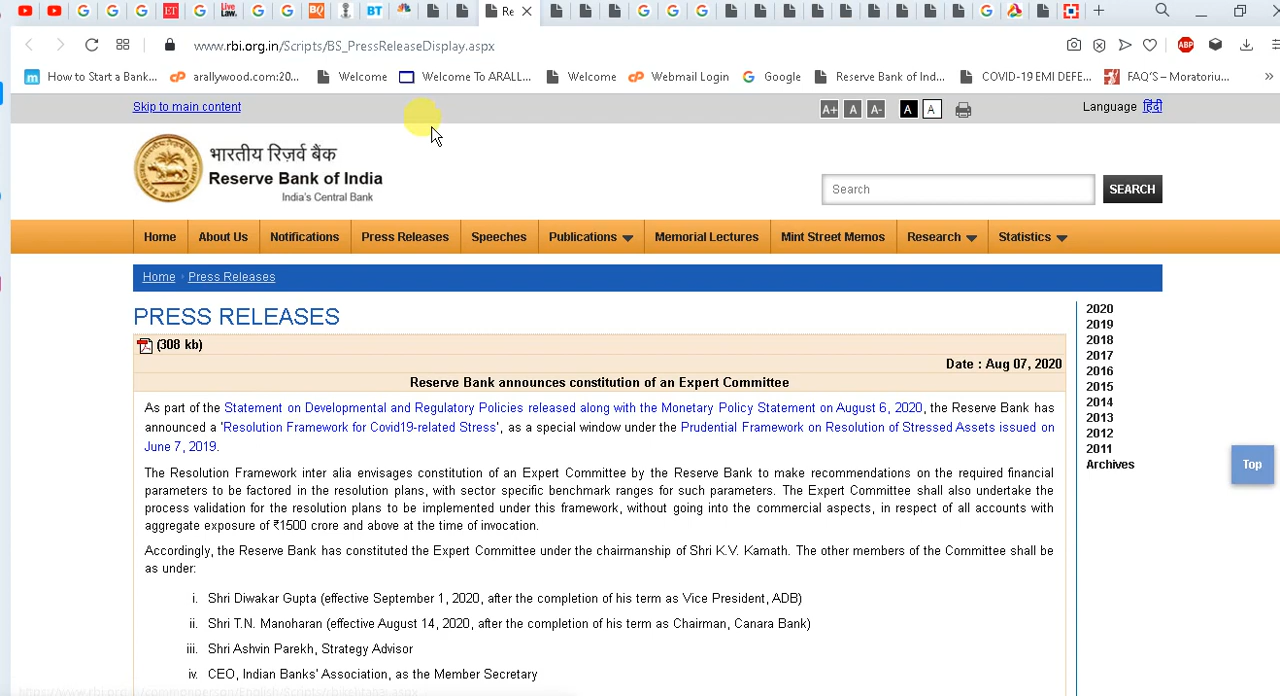 Re
www.rbi.org.in/Scripts/BS_PressReleaseDisplay.aspx
How to Start a Bank... arallywood.com:20... Welcome Welcome To ARALL... Welcome Webmail Login Google Reserve Bank of Ind... COVID-19 EMI DEFE... FAQ'S – Moratoriu... »
Skip to main content A+ A A- A A Language हिंदी
भारतीय रिज़र्व बैंक
Reserve Bank of India
India's Central Bank
Search SEARCH
Home About Us Notifications Press Releases Speeches Publications Memorial Lectures Mint Street Memos Research Statistics
Home Press Releases
PRESS RELEASES
(308 kb)
Date : Aug 07, 2020
Reserve Bank announces constitution of an Expert Committee
As part of the Statement on Developmental and Regulatory Policies released along with the Monetary Policy Statement on August 6, 2020, the Reserve Bank has
announced a 'Resolution Framework for Covid19-related Stress', as a special window under the Prudential Framework on Resolution of Stressed Assets issued on
June 7, 2019.
The Resolution Framework inter alia envisages constitution of an Expert Committee by the Reserve Bank to make recommendations on the required financial
parameters to be factored in the resolution plans, with sector specific benchmark ranges for such parameters. The Expert Committee shall also undertake the
process validation for the resolution plans to be implemented under this framework, without going into the commercial aspects, in respect of all accounts with
aggregate exposure of ₹1500 crore and above at the time of invocation.
Accordingly, the Reserve Bank has constituted the Expert Committee under the chairmanship of Shri K.V. Kamath. The other members of the Committee shall be
as under:
i. Shri Diwakar Gupta (effective September 1, 2020, after the completion of his term as Vice President, ADB)
ii. Shri T.N. Manoharan (effective August 14, 2020, after the completion of his term as Chairman, Canara Bank)
iii. Shri Ashvin Parekh, Strategy Advisor
iv. CEO, Indian Banks' Association, as the Member Secretary
2020
2019
2018
2017
2016
2015
2014
2013
2012
2011
Archives
Top